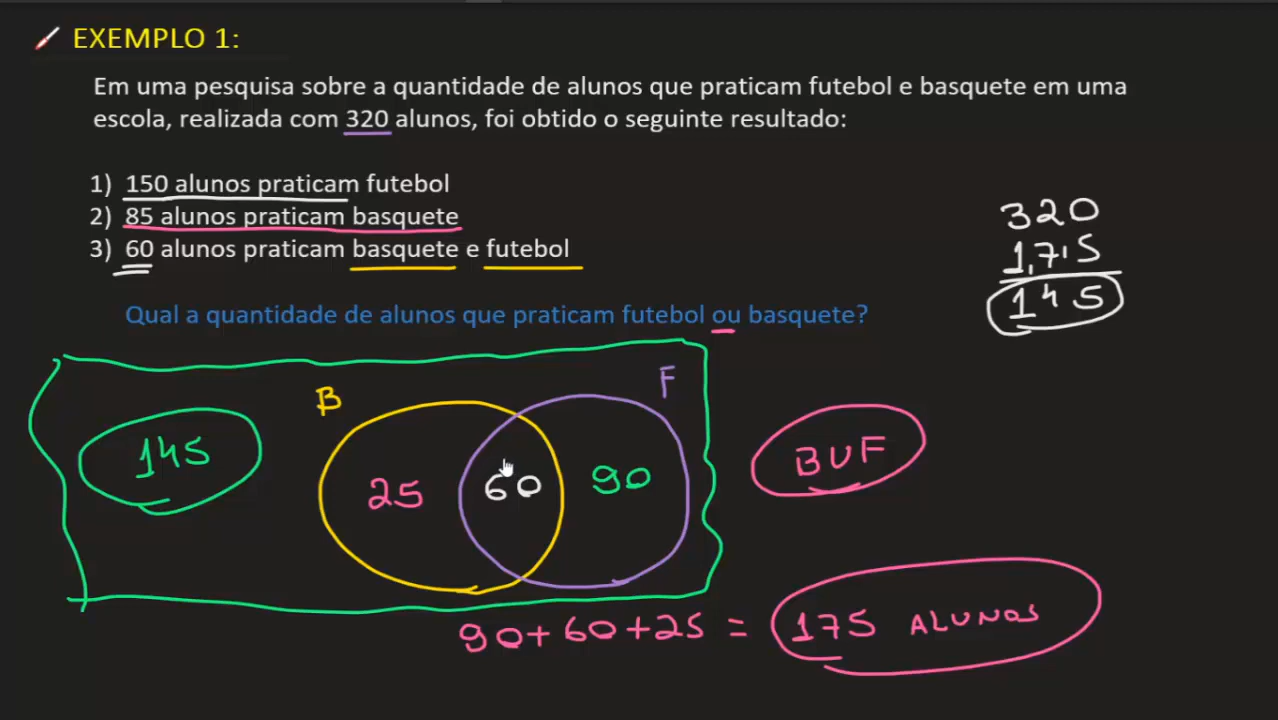 EXEMPLO 1:
Em uma pesquisa sobre a quantidade de alunos que praticam futebol e basquete em uma
escola, realizada com 320 alunos, foi obtido o seguinte resultado:
1) 150 alunos praticam futebol
2) 85 alunos praticam basquete
3) 60 alunos praticam basquete e futebol
320
175
145
Qual a quantidade de alunos que praticam futebol ou basquete?
B
F
145
25
60
90
BUF
90+60+25 = 175 ALUNOS